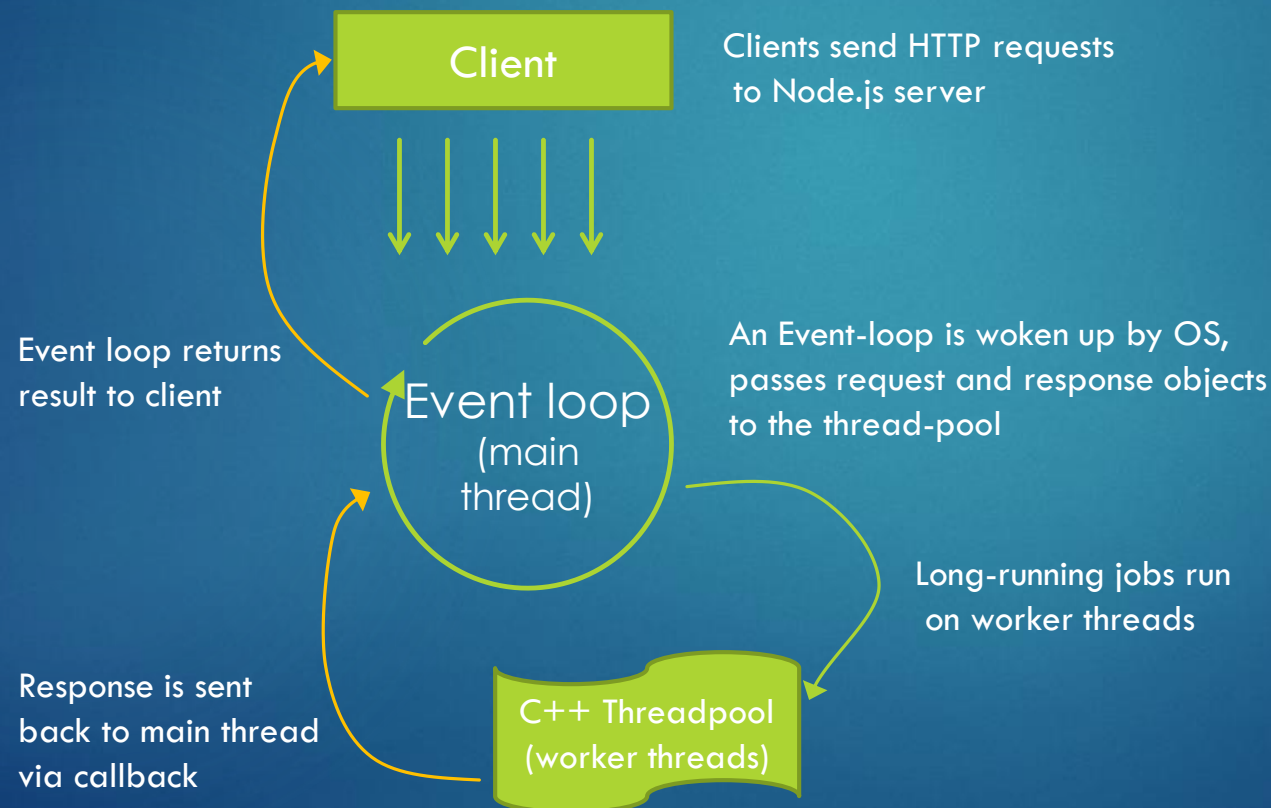 Client
Clients send HTTP requests
to Node.js server
Event loop returns
result to client
Event loop
(main
thread)
An Event-loop is woken up by OS,
passes request and response objects
to the thread-pool
Long-running jobs run
on worker threads
Response is sent
back to main thread
via callback
C++ Threadpool
(worker threads)